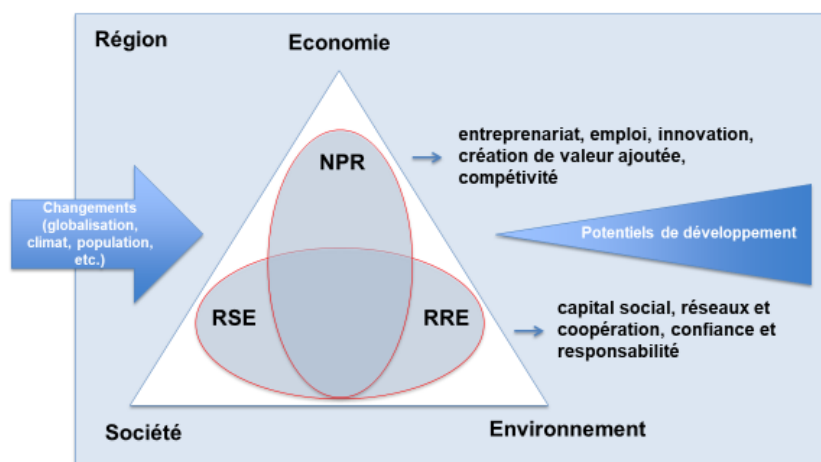 Région
Economie
entreprenariat, emploi, innovation,
création de valeur ajoutée,
compétivité
NPR
Changements
(globalisation,
climat, population,
etc.)
Potentiels de développement
RSE
RRE
capital social, réseaux et
coopération, confiance et
responsabilité
Société
Environnement